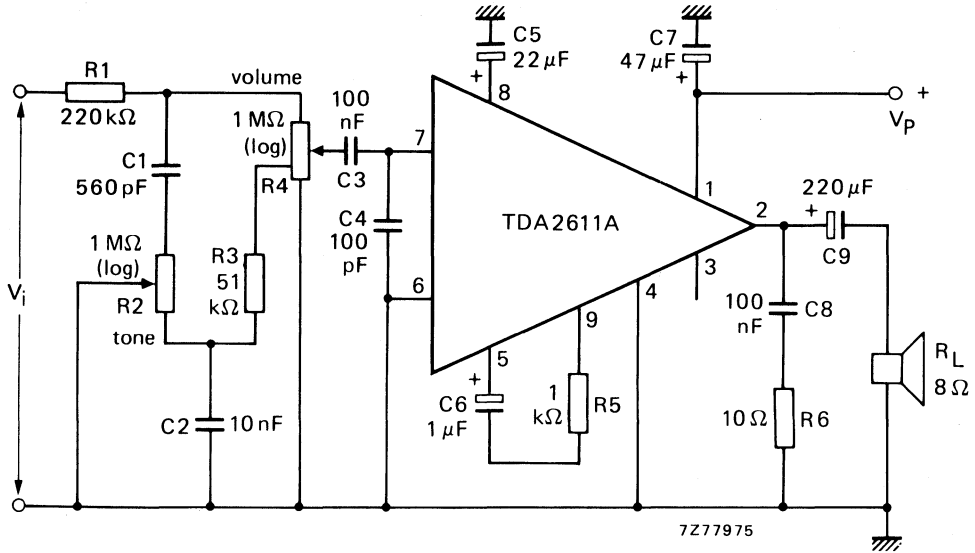 C5
22 μF
+
8
C7
47 μF
+
R1
220 kΩ
volume
1 MΩ
(log)
R4
100
nF
C3
7
+
VP
C1
560 pF
C4
100
pF
TDA2611A
1
2
220 μF
+
C9
1 MΩ
(log)
R2
tone
R3
51
kΩ
6
3
4
Vi
9
5
+
C6
1 μF
1
kΩ
R5
100
nF
C8
RL
8 Ω
C2
10 nF
10 Ω
R6
7Z77975